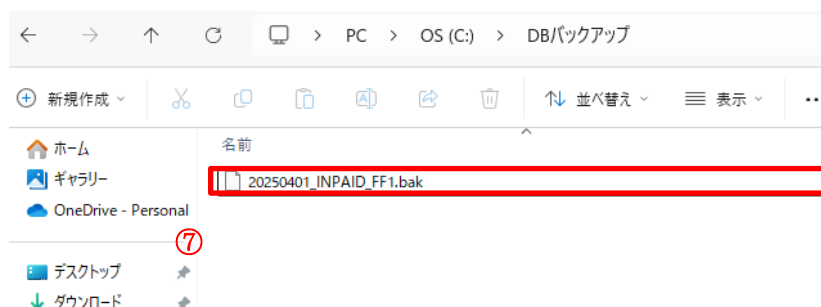 PC > OS (C:) > DBバックアップ
新規作成 並べ替え 表示
ホーム
ギャラリー
OneDrive - Personal
⑦
デスクトップ
ダウンロード
名前
20250401_INPAID_FF1.bak